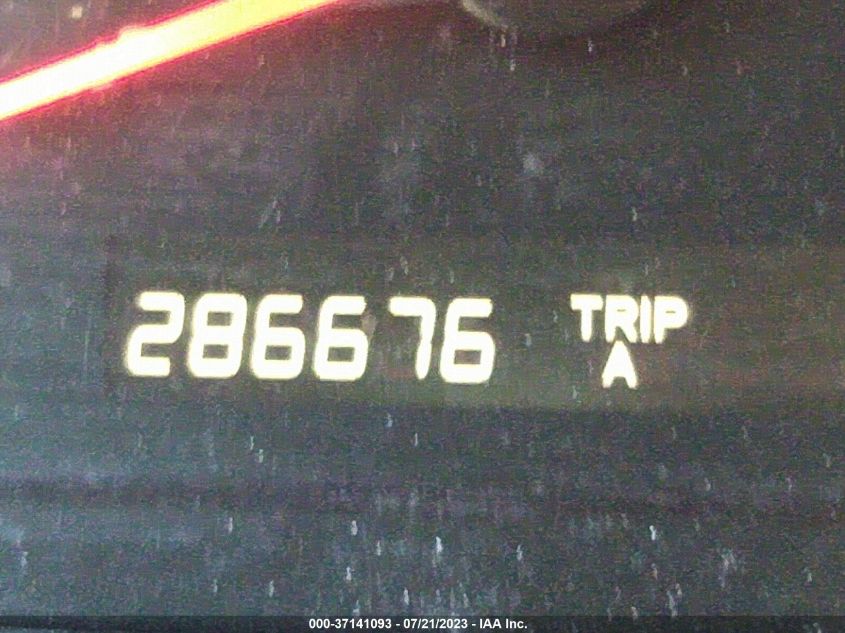 286676 TRIP
A
000-37141093 - 07/21/2023 - IAA Inc.